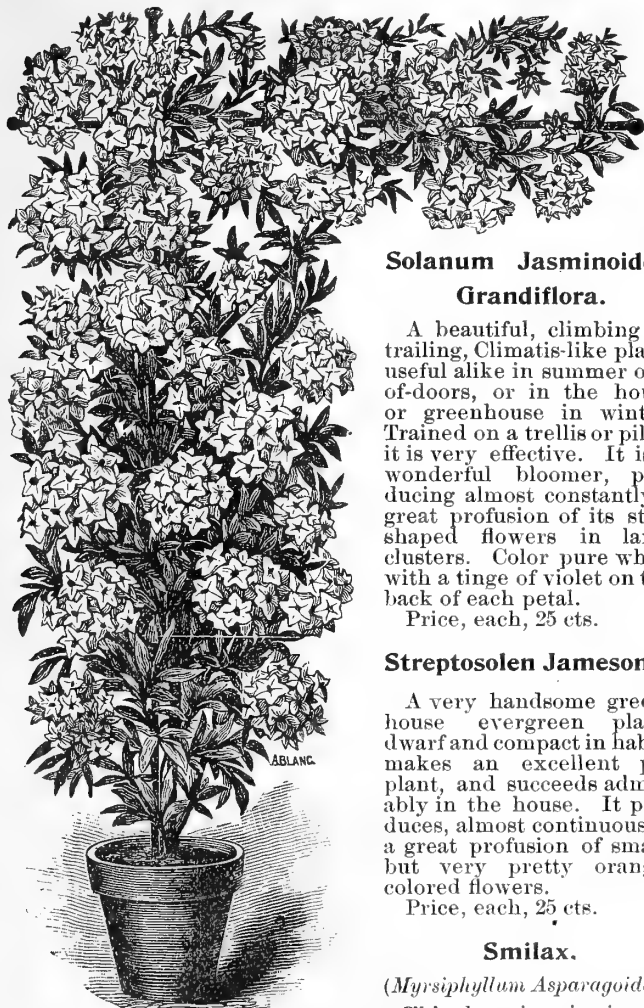 Solanum Jasminoid
Grandiflora.
A beautiful, climbing
trailing, Climatis-like pla
useful alike in summer o
of-doors, or in the ho
or greenhouse in wint
Trained on a trellis or pil
it is very effective. It i
wonderful bloomer, p
ducing almost constantly
great profusion of its st
shaped flowers in la
clusters. Color pure wh
with a tinge of violet on t
back of each petal.
Price, each, 25 cts.
Streptosolen Jameson
A very handsome gree
house evergreen pla
dwarf and compact in hab
makes an excellent p
plant, and succeeds adm
ably in the house. It p
duces, almost continuous
a great profusion of sma
but very pretty oran
colored flowers.
Price, each, 25 cts.
Smilax.
(Myrsiphyllum Asparagoid
A.BLANC.